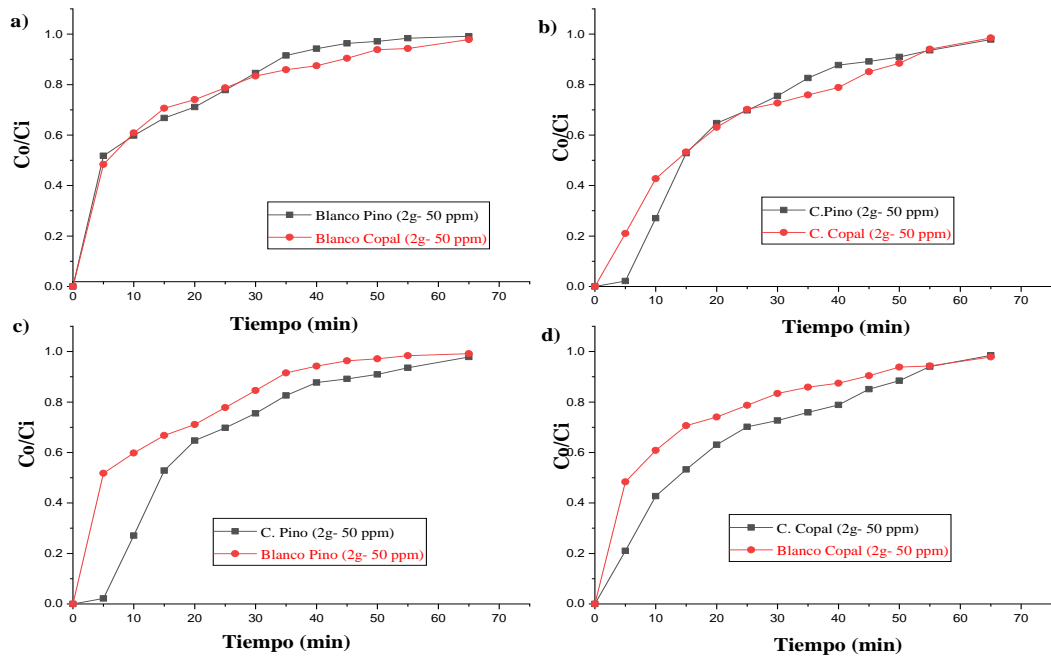 a)
1.0
0.8
0.6
0.4
0.2
0.0
Co/Ci
Blanco Pino (2g- 50 ppm)
Blanco Copal (2g- 50 ppm)
0 10 20 30 40 50 60 70
Tiempo (min)
b)
1.0
0.8
0.6
0.4
0.2
0.0
Co/Ci
C.Pino (2g- 50 ppm)
C. Copal (2g- 50 ppm)
0 10 20 30 40 50 60 70
Tiempo (min)
c)
1.0
0.8
0.6
0.4
0.2
0.0
Co/Ci
C. Pino (2g- 50 ppm)
Blanco Pino (2g- 50 ppm)
0 10 20 30 40 50 60 70
Tiempo (min)
d)
1.0
0.8
0.6
0.4
0.2
0.0
Co/Ci
C. Copal (2g- 50 ppm)
Blanco Copal (2g- 50 ppm)
0 10 20 30 40 50 60 70
Tiempo (min)